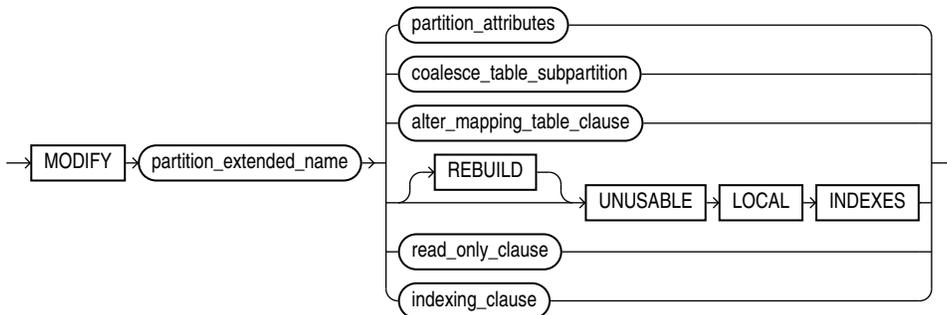 partition_attributes
coalesce_table_subpartition
alter_mapping_table_clause
MODIFY partition_extended_name
REBUILD
UNUSABLE LOCAL INDEXES
read_only_clause
indexing_clause